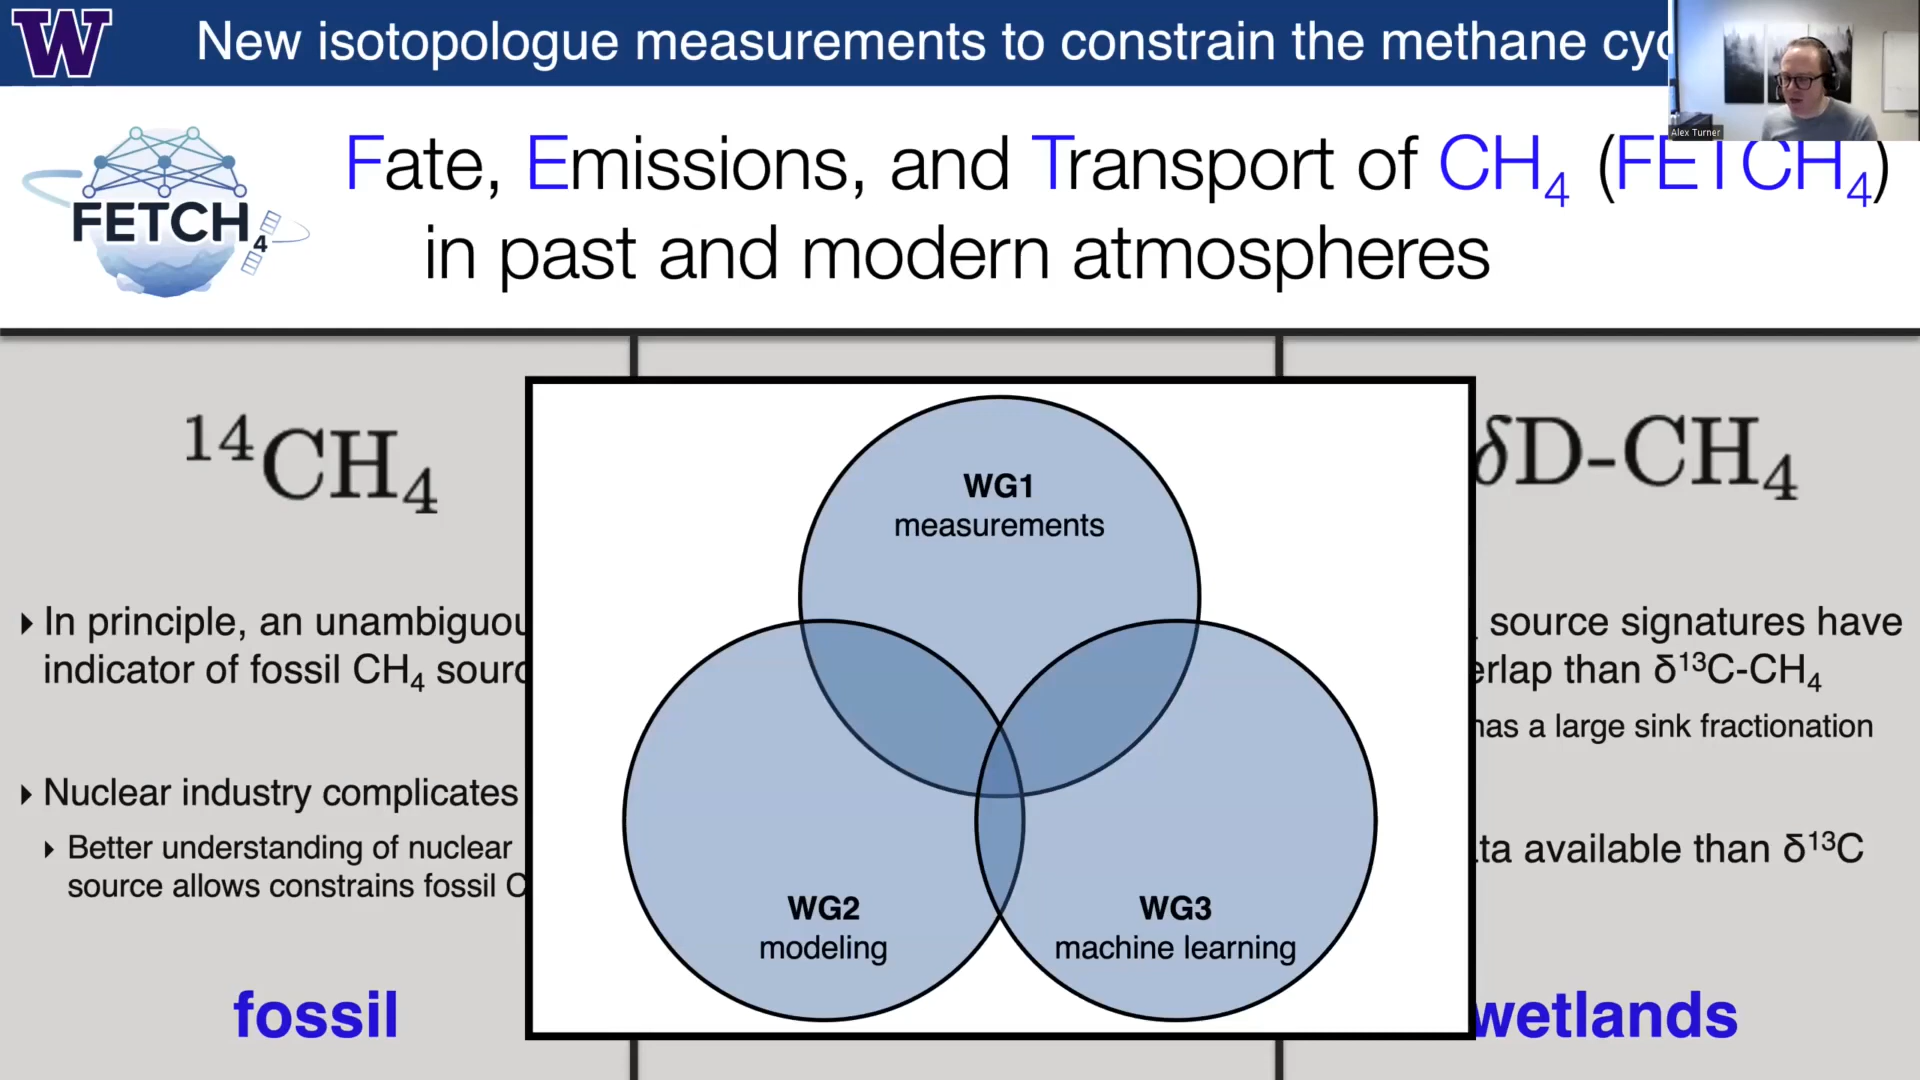 W
New isotopologue measurements to constrain the methane cyc
Alex Turner
FETCH4
Fate, Emissions, and Transport of CH₄ (FETCH₄)
in past and modern atmospheres
¹⁴CH₄
δD-CH₄
WG1
measurements
WG2
modeling
WG3
machine learning
‣ In principle, an unambiguou
indicator of fossil CH₄ sourc
‣ Nuclear industry complicates
‣ Better understanding of nuclear
source allows constrains fossil C
fossil
source signatures have
erlap than δ¹³C-CH₄
has a large sink fractionation
ta available than δ¹³C
wetlands